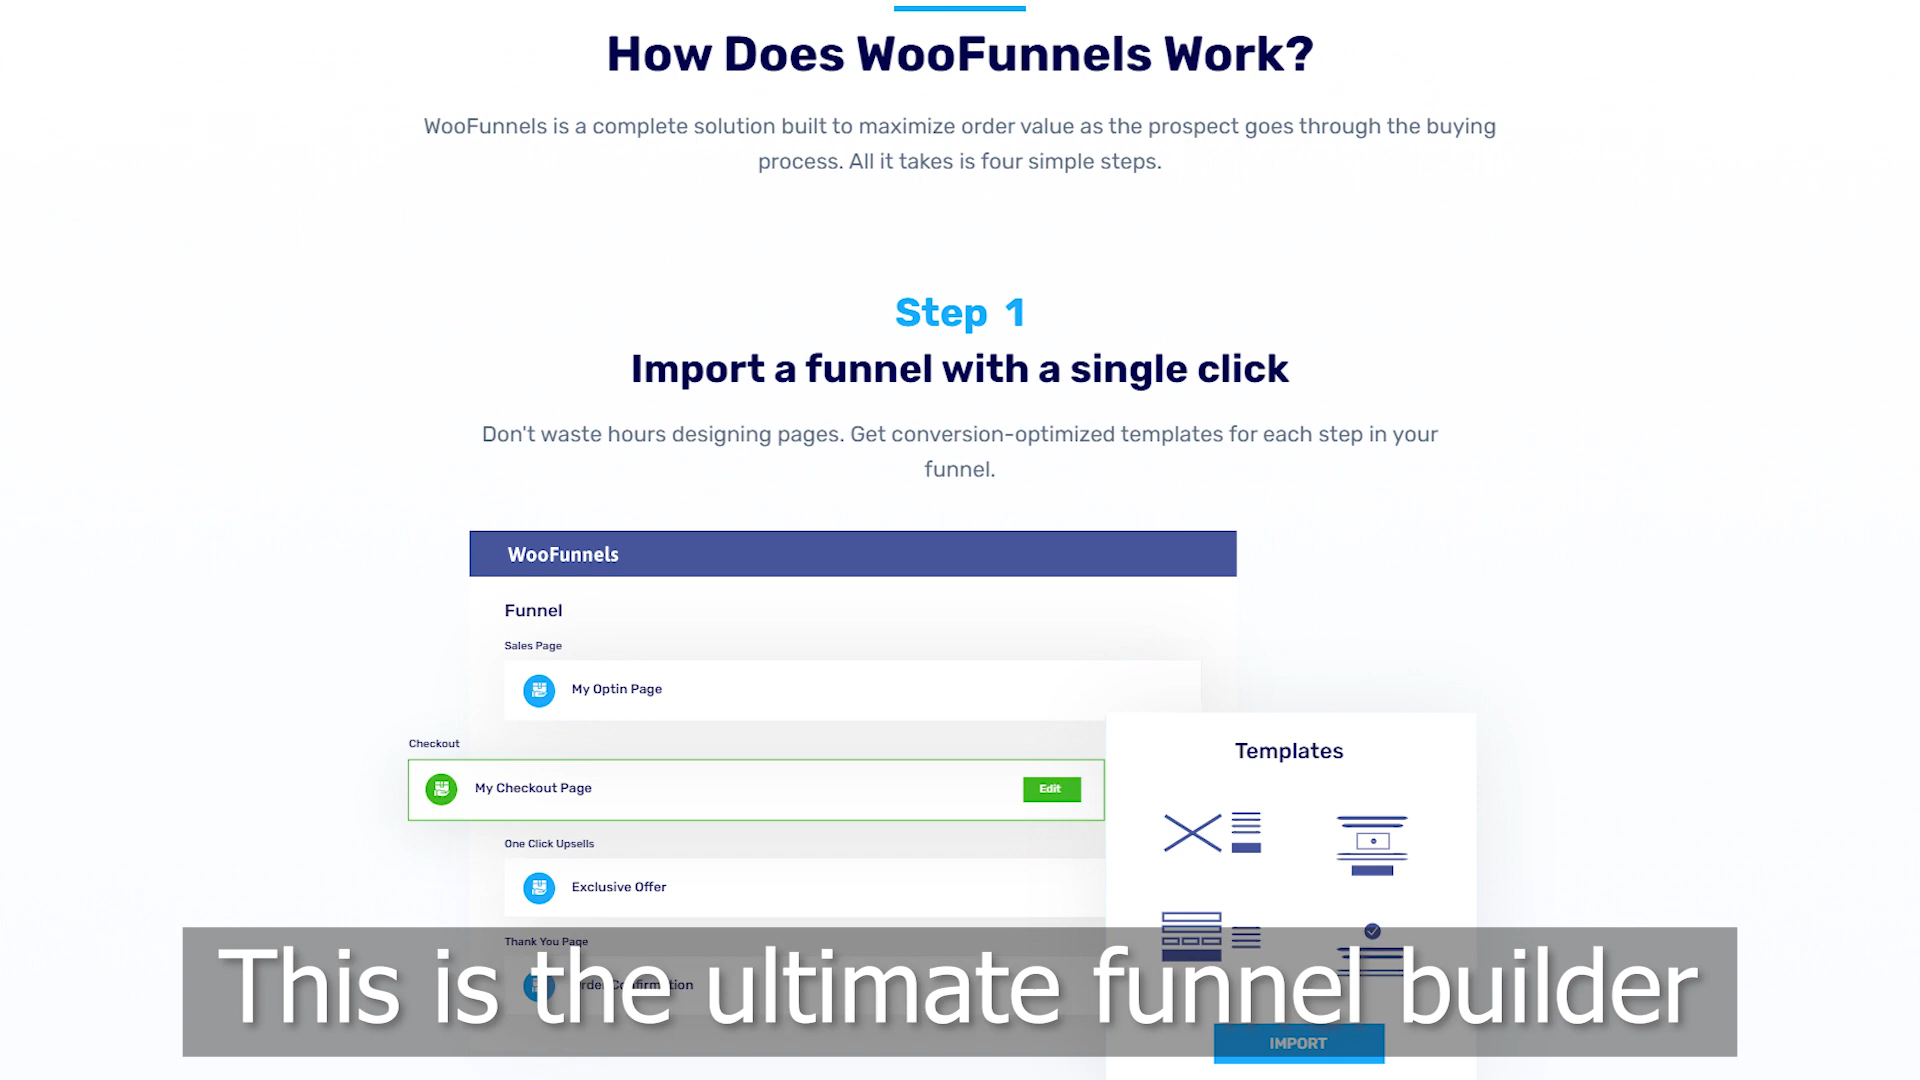 How Does WooFunnels Work?
WooFunnels is a complete solution built to maximize order value as the prospect goes through the buying
process. All it takes is four simple steps.
Step 1
Import a funnel with a single click
Don't waste hours designing pages. Get conversion-optimized templates for each step in your
funnel.
WooFunnels
Funnel
Sales Page
My Optin Page
Checkout
My Checkout Page
Edit
One Click Upsells
Exclusive Offer
Thank You Page
Order Confirmation
Templates
IMPORT
This is the ultimate funnel builder